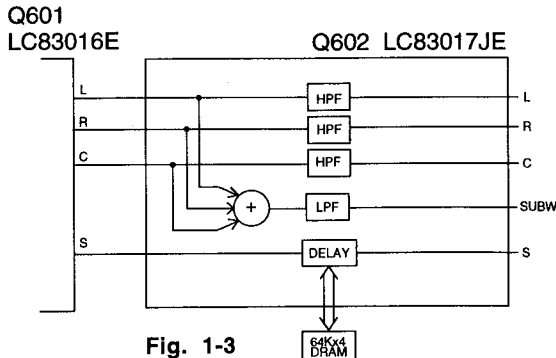 Q601
LC83016E
Q602 LC83017JE
L
HPF
L
R
HPF
R
C
HPF
C
+
LPF
SUBW
S
DELAY
S
64Kx4
DRAM
Fig. 1-3